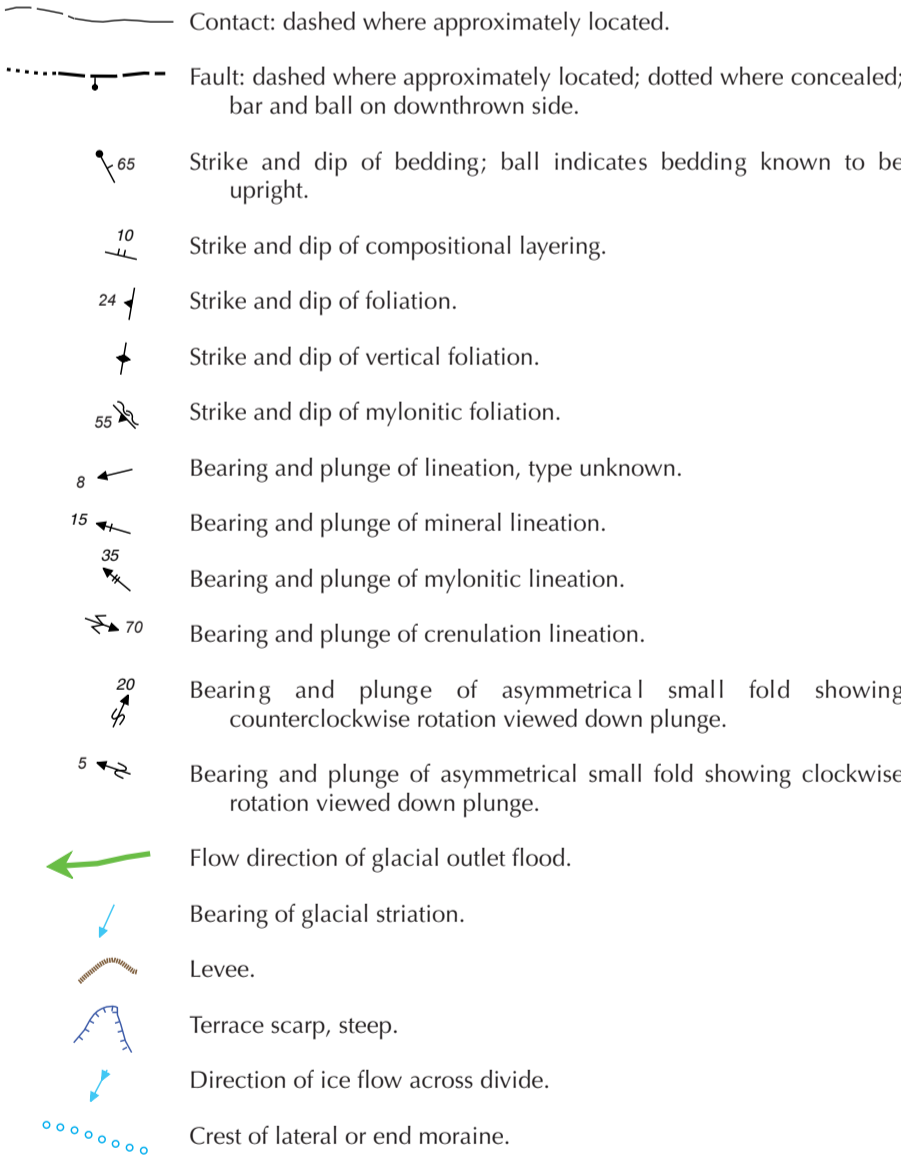 Contact: dashed where approximately located.
Fault: dashed where approximately located; dotted where concealed;
bar and ball on downthrown side.
65 Strike and dip of bedding; ball indicates bedding known to be
upright.
10
Strike and dip of compositional layering.
24 Strike and dip of foliation.
Strike and dip of vertical foliation.
55 Strike and dip of mylonitic foliation.
8 Bearing and plunge of lineation, type unknown.
15 Bearing and plunge of mineral lineation.
35
Bearing and plunge of mylonitic lineation.
70 Bearing and plunge of crenulation lineation.
20 Bearing and plunge of asymmetrical small fold showing
counterclockwise rotation viewed down plunge.
5 Bearing and plunge of asymmetrical small fold showing clockwise
rotation viewed down plunge.
Flow direction of glacial outlet flood.
Bearing of glacial striation.
Levee.
Terrace scarp, steep.
Direction of ice flow across divide.
Crest of lateral or end moraine.